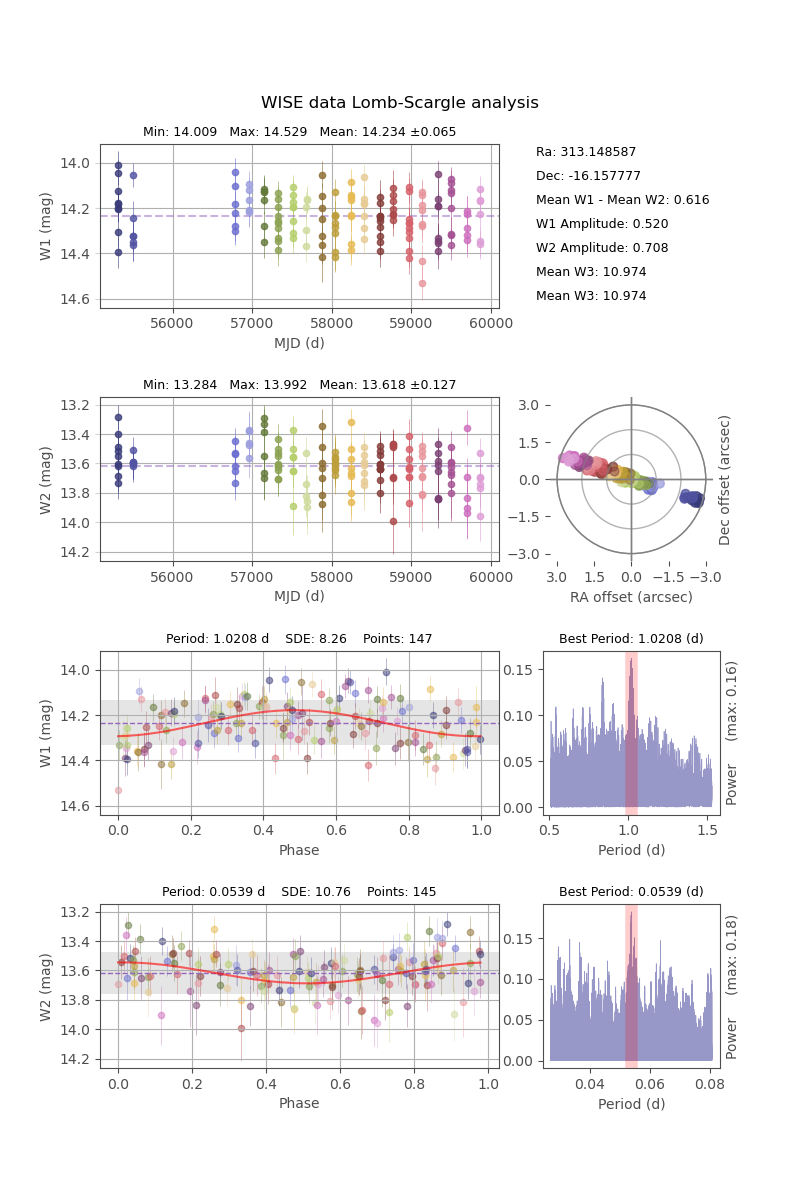 WISE data Lomb-Scargle analysis
Min: 14.009 Max: 14.529 Mean: 14.234 ±0.065
14.0
14.2
14.4
14.6
W1 (mag)
56000 57000 58000 59000 60000
MJD (d)
Ra: 313.148587
Dec: -16.157777
Mean W1 - Mean W2: 0.616
W1 Amplitude: 0.520
W2 Amplitude: 0.708
Mean W3: 10.974
Mean W3: 10.974
Min: 13.284 Max: 13.992 Mean: 13.618 ±0.127
13.2
13.4
13.6
13.8
14.0
14.2
W2 (mag)
56000 57000 58000 59000 60000
MJD (d)
3.0
1.5
0.0
−1.5
−3.0
3.0 1.5 0.0 −1.5 −3.0
RA offset (arcsec)
Dec offset (arcsec)
Period: 1.0208 d SDE: 8.26 Points: 147
14.0
14.2
14.4
14.6
W1 (mag)
0.0 0.2 0.4 0.6 0.8 1.0
Phase
Best Period: 1.0208 (d)
0.15
0.10
0.05
0.00
0.5 1.0 1.5
Period (d)
Power (max: 0.16)
Period: 0.0539 d SDE: 10.76 Points: 145
13.2
13.4
13.6
13.8
14.0
14.2
W2 (mag)
0.0 0.2 0.4 0.6 0.8 1.0
Phase
Best Period: 0.0539 (d)
0.15
0.10
0.05
0.00
0.04 0.06 0.08
Period (d)
Power (max: 0.18)